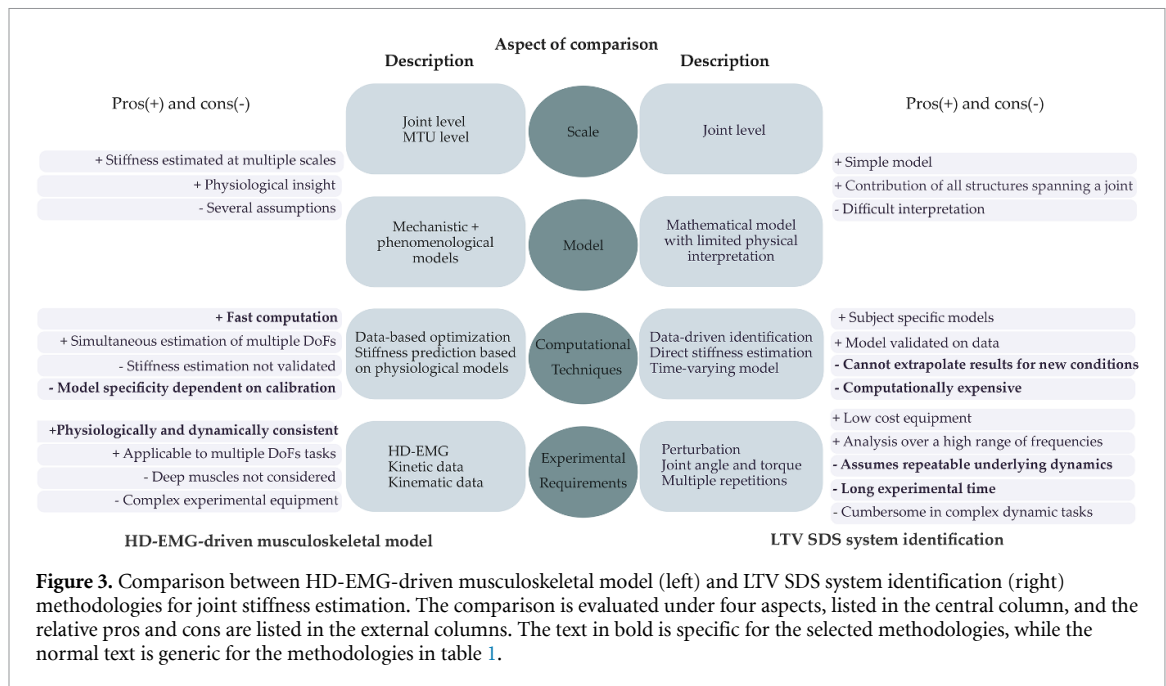 Aspect of comparison
Description
Description
Pros(+) and cons(-)
Pros(+) and cons(-)
Joint level
MTU level
Scale
Joint level
+ Stiffness estimated at multiple scales
+ Physiological insight
- Several assumptions
+ Simple model
+ Contribution of all structures spanning a joint
- Difficult interpretation
Mechanistic +
phenomenological
models
Model
Mathematical model
with limited physical
interpretation
+ Fast computation
+ Simultaneous estimation of multiple DoFs
- Stiffness estimation not validated
- Model specificity dependent on calibration
Data-based optimization
Stiffness prediction based
on physiological models
Computational
Techniques
Data-driven identification
Direct stiffness estimation
Time-varying model
+ Subject specific models
+ Model validated on data
- Cannot extrapolate results for new conditions
- Computationally expensive
+Physiologically and dynamically consistent
+ Applicable to multiple DoFs tasks
- Deep muscles not considered
- Complex experimental equipment
HD-EMG
Kinetic data
Kinematic data
Experimental
Requirements
Perturbation
Joint angle and torque
Multiple repetitions
+ Low cost equipment
+ Analysis over a high range of frequencies
- Assumes repeatable underlying dynamics
- Long experimental time
- Cumbersome in complex dynamic tasks
HD-EMG-driven musculoskeletal model
LTV SDS system identification
Figure 3. Comparison between HD-EMG-driven musculoskeletal model (left) and LTV SDS system identification (right)
methodologies for joint stiffness estimation. The comparison is evaluated under four aspects, listed in the central column, and the
relative pros and cons are listed in the external columns. The text in bold is specific for the selected methodologies, while the
normal text is generic for the methodologies in table 1.